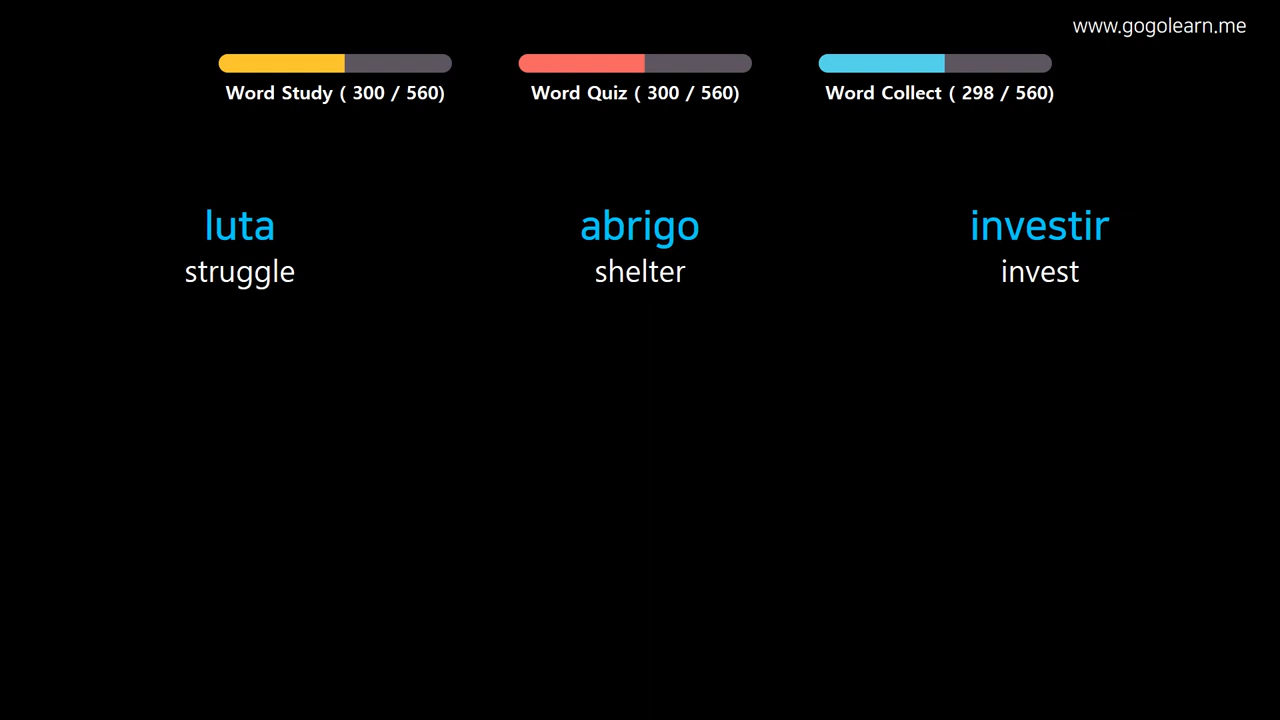 www.gogolearn.me
Word Study ( 300 / 560)
Word Quiz ( 300 / 560)
Word Collect ( 298 / 560)
luta
struggle
abrigo
shelter
investir
invest